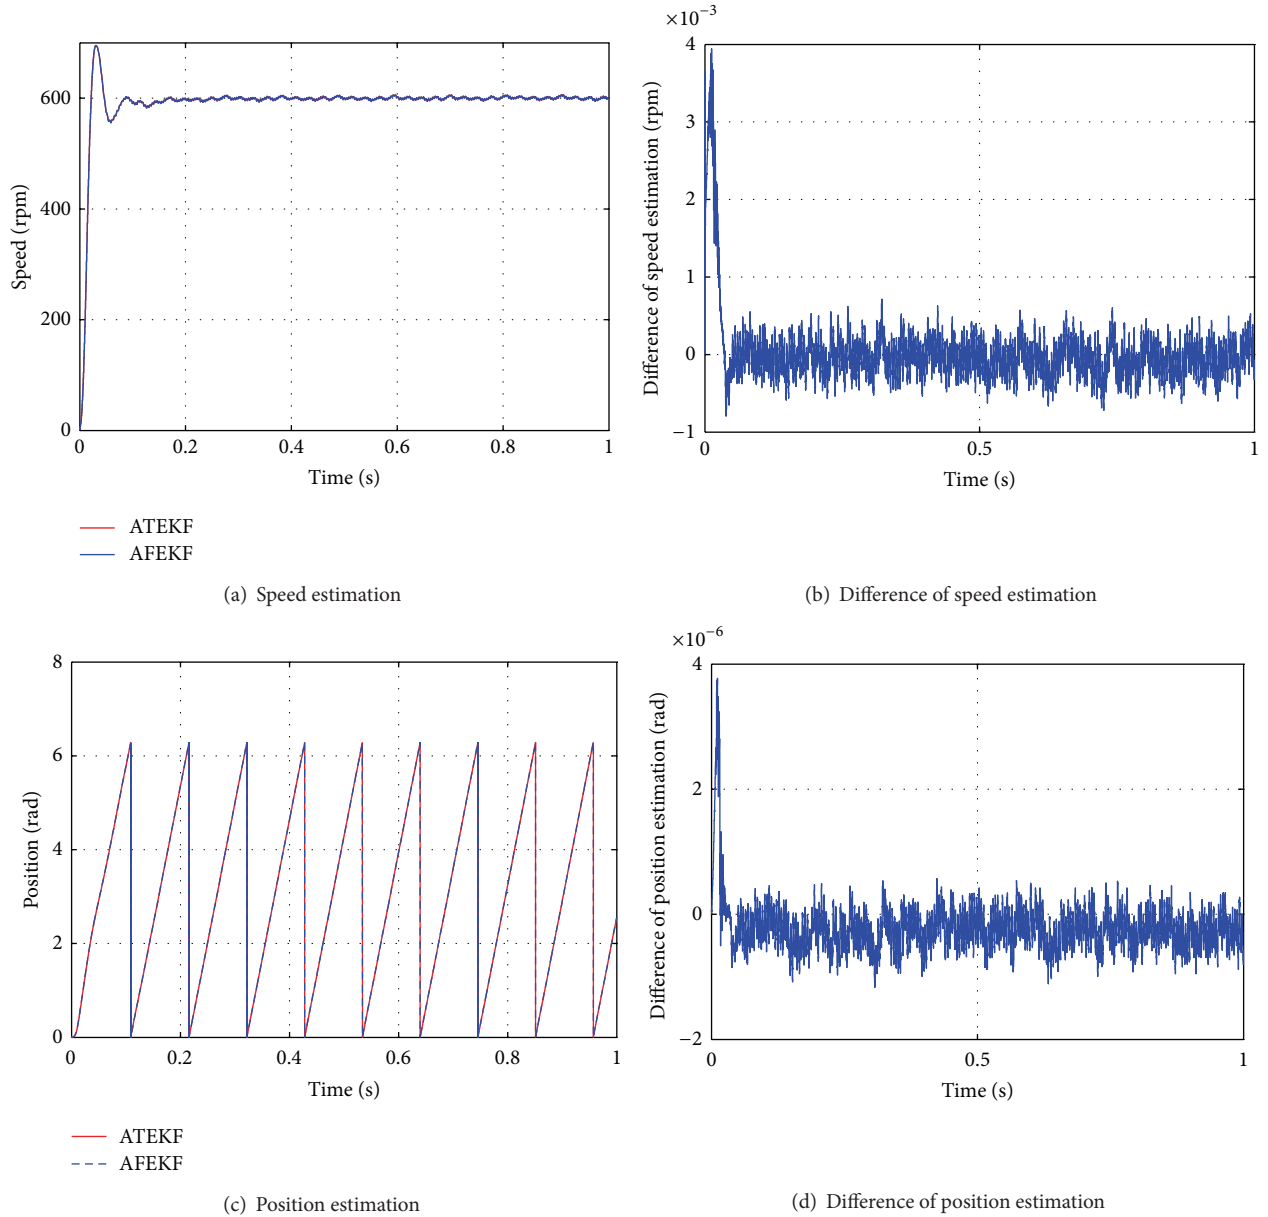 Speed (rpm)
600
400
200
0
0
0.2
0.4
0.6
0.8
1
Time (s)
ATEKF
AFEKF
(a) Speed estimation
×10−3
Difference of speed estimation (rpm)
4
3
2
1
0
−1
0
0.5
1
Time (s)
(b) Difference of speed estimation
Position (rad)
8
6
4
2
0
0
0.2
0.4
0.6
0.8
1
Time (s)
ATEKF
AFEKF
(c) Position estimation
×10−6
Difference of position estimation (rad)
4
2
0
−2
0
0.5
1
Time (s)
(d) Difference of position estimation